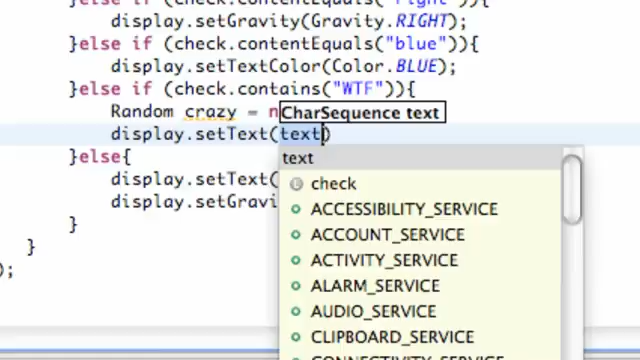 }else if (check.contentEquals("right")){
display.setGravity(Gravity.RIGHT);
}else if (check.contentEquals("blue")){
display.setTextColor(Color.BLUE);
}else if (check.contains("WTF")){
Random crazy = n
CharSequence text
display.setText(text)
text
}else{
display.setText(
check
display.setGravi
ACCESSIBILITY_SERVICE
}
ACCOUNT_SERVICE
}
ACTIVITY_SERVICE
);
ALARM_SERVICE
AUDIO_SERVICE
CLIPBOARD_SERVICE
CONNECTIVITY_SERVICE